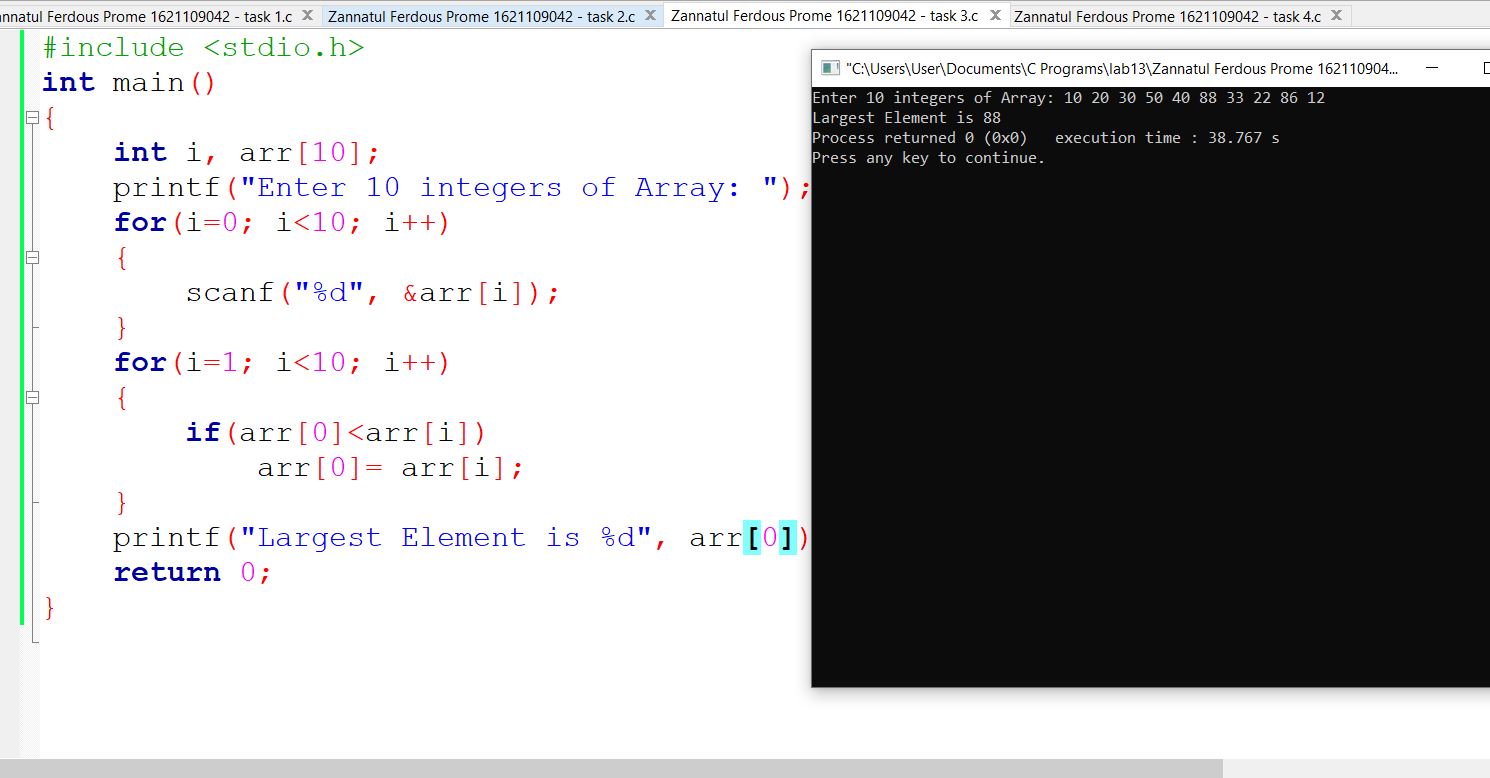 nnatul Ferdous Prome 1621109042 - task 1.c Zannatul Ferdous Prome 1621109042 - task 2.c Zannatul Ferdous Prome 1621109042 - task 3.c Zannatul Ferdous Prome 1621109042 - task 4.c
#include <stdio.h>
int main()
{
    int i, arr[10];
    printf("Enter 10 integers of Array: ");
    for(i=0; i<10; i++)
    {
        scanf("%d", &arr[i]);
    }
    for(i=1; i<10; i++)
    {
        if(arr[0]<arr[i])
            arr[0]= arr[i];
    }
    printf("Largest Element is %d", arr[0])
    return 0;
}
"C:\Users\User\Documents\C Programs\lab13\Zannatul Ferdous Prome 162110904...
Enter 10 integers of Array: 10 20 30 50 40 88 33 22 86 12
Largest Element is 88
Process returned 0 (0x0)   execution time : 38.767 s
Press any key to continue.